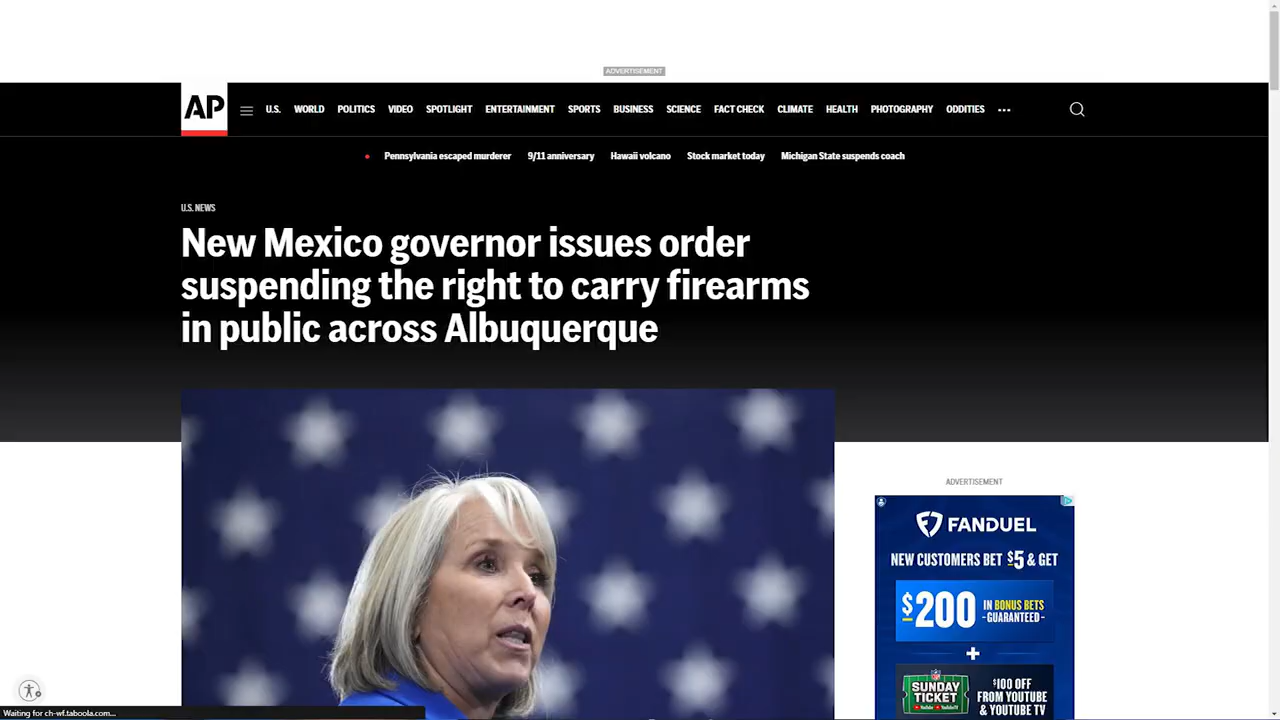 ADVERTISEMENT
AP
U.S. WORLD POLITICS VIDEO SPOTLIGHT ENTERTAINMENT SPORTS BUSINESS SCIENCE FACT CHECK CLIMATE HEALTH PHOTOGRAPHY ODDITIES
Pennsylvania escaped murderer 9/11 anniversary Hawaii volcano Stock market today Michigan State suspends coach
U.S. NEWS
New Mexico governor issues order
suspending the right to carry firearms
in public across Albuquerque
ADVERTISEMENT
FANDUEL
NEW CUSTOMERS BET $5 & GET
$200 IN BONUS BETS
-GUARANTEED-
+
NFL
SUNDAY
TICKET
$100 OFF
FROM YOUTUBE
& YOUTUBE TV
Waiting for ch-wf.taboola.com...